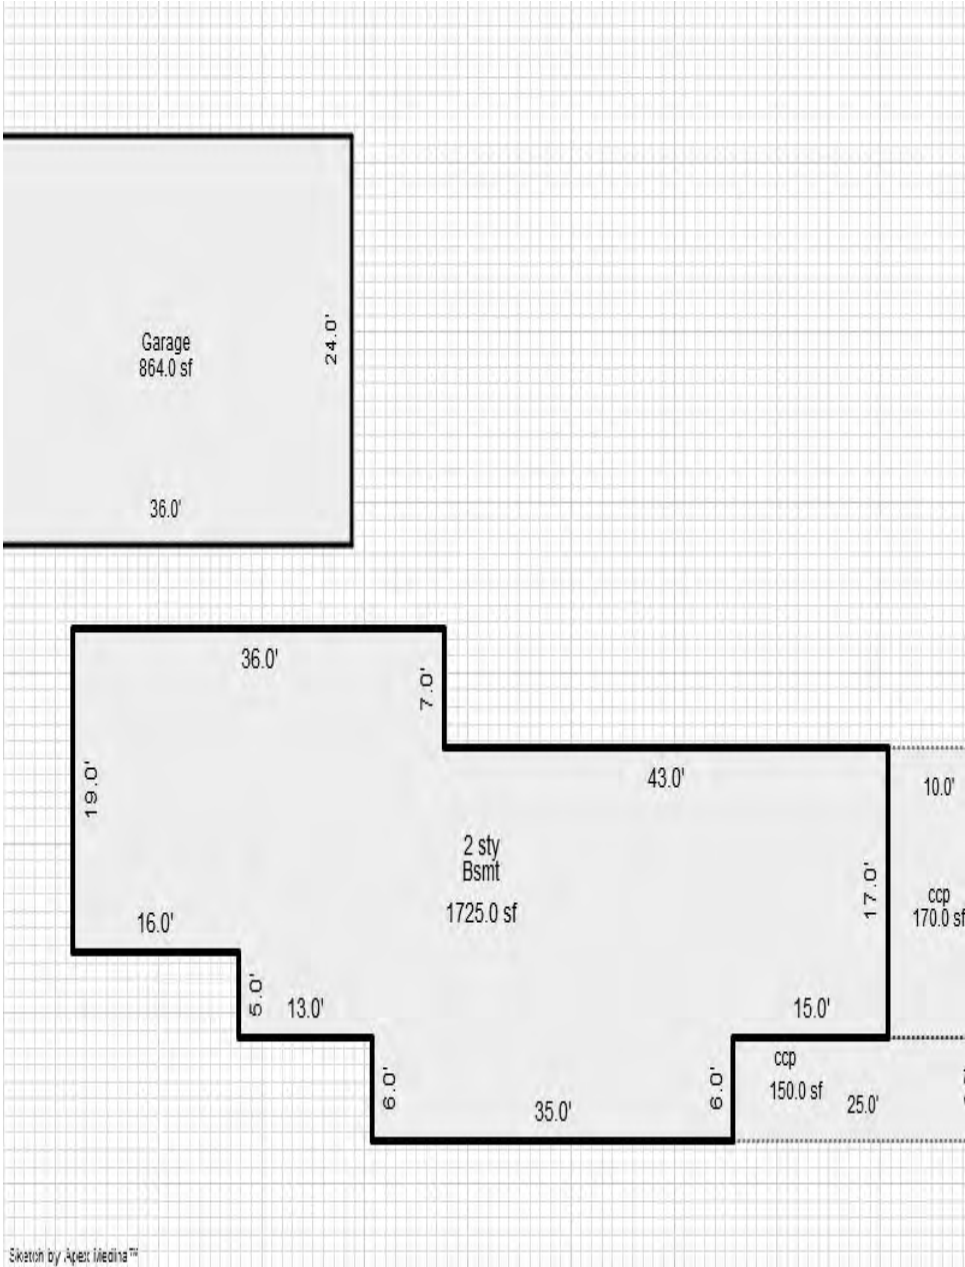 24.0'
Garage
864.0 sf
36.0'
36.0'
7.0'
43.0'
10.0'
19.0'
2 sty
Bsmt
1725.0 sf
17.0'
ccp
170.0 sf
16.0'
5.0'
13.0'
15.0'
6.0'
35.0'
6.0'
ccp
150.0 sf
25.0'
Sketch by Apex Medina™